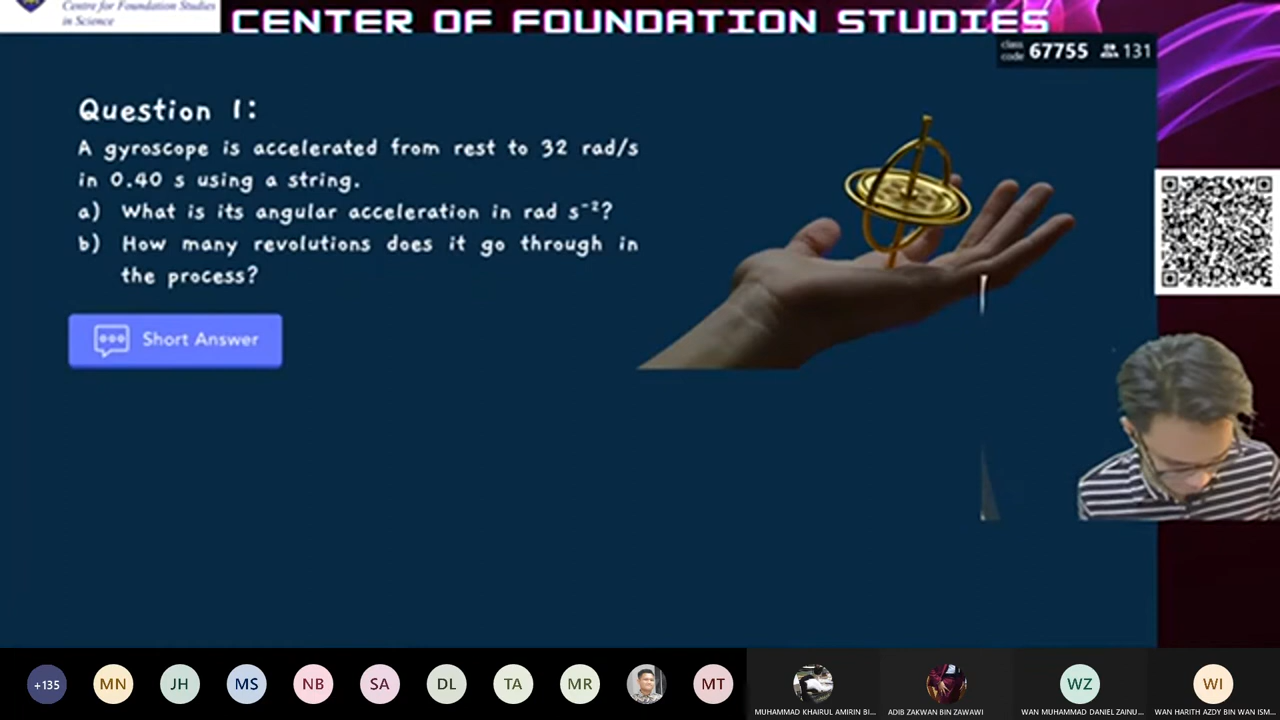 Centre for Foundation Studies
in Science
CENTER OF FOUNDATION STUDIES
class
code 67755 131
Question 1:
A gyroscope is accelerated from rest to 32 rad/s
in 0.40 s using a string.
a) What is its angular acceleration in rad s⁻²?
b) How many revolutions does it go through in
the process?
Short Answer
+135 MN JH MS NB SA DL TA MR MT WZ WI
MUHAMMAD KHAIRUL AMIRIN BI... ADIB ZAKWAN BIN ZAWAWI WAN MUHAMMAD DANIEL ZAINU... WAN HARITH AZDY BIN WAN ISM...